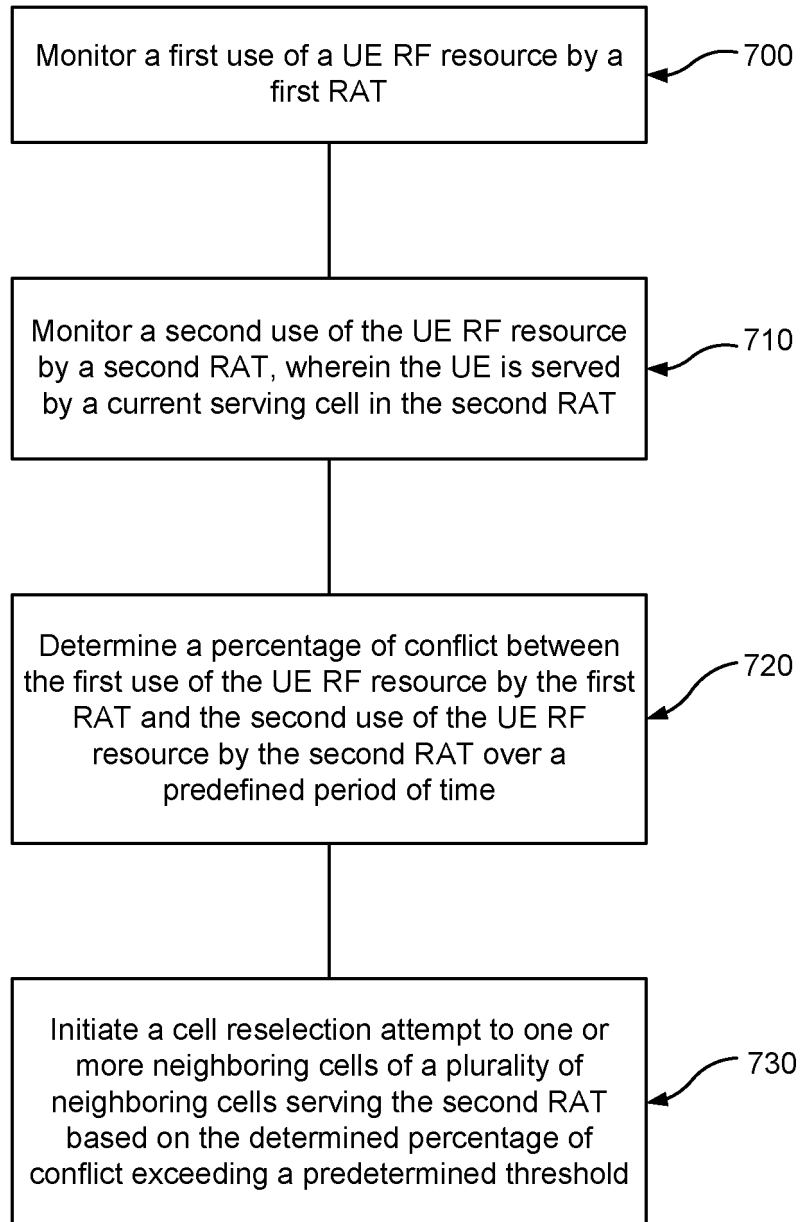 Monitor a first use of a UE RF resource by a
first RAT
700
Monitor a second use of the UE RF resource
by a second RAT, wherein the UE is served
by a current serving cell in the second RAT
710
Determine a percentage of conflict between
the first use of the UE RF resource by the first
RAT and the second use of the UE RF
resource by the second RAT over a
predefined period of time
720
Initiate a cell reselection attempt to one or
more neighboring cells of a plurality of
neighboring cells serving the second RAT
based on the determined percentage of
conflict exceeding a predetermined threshold
730